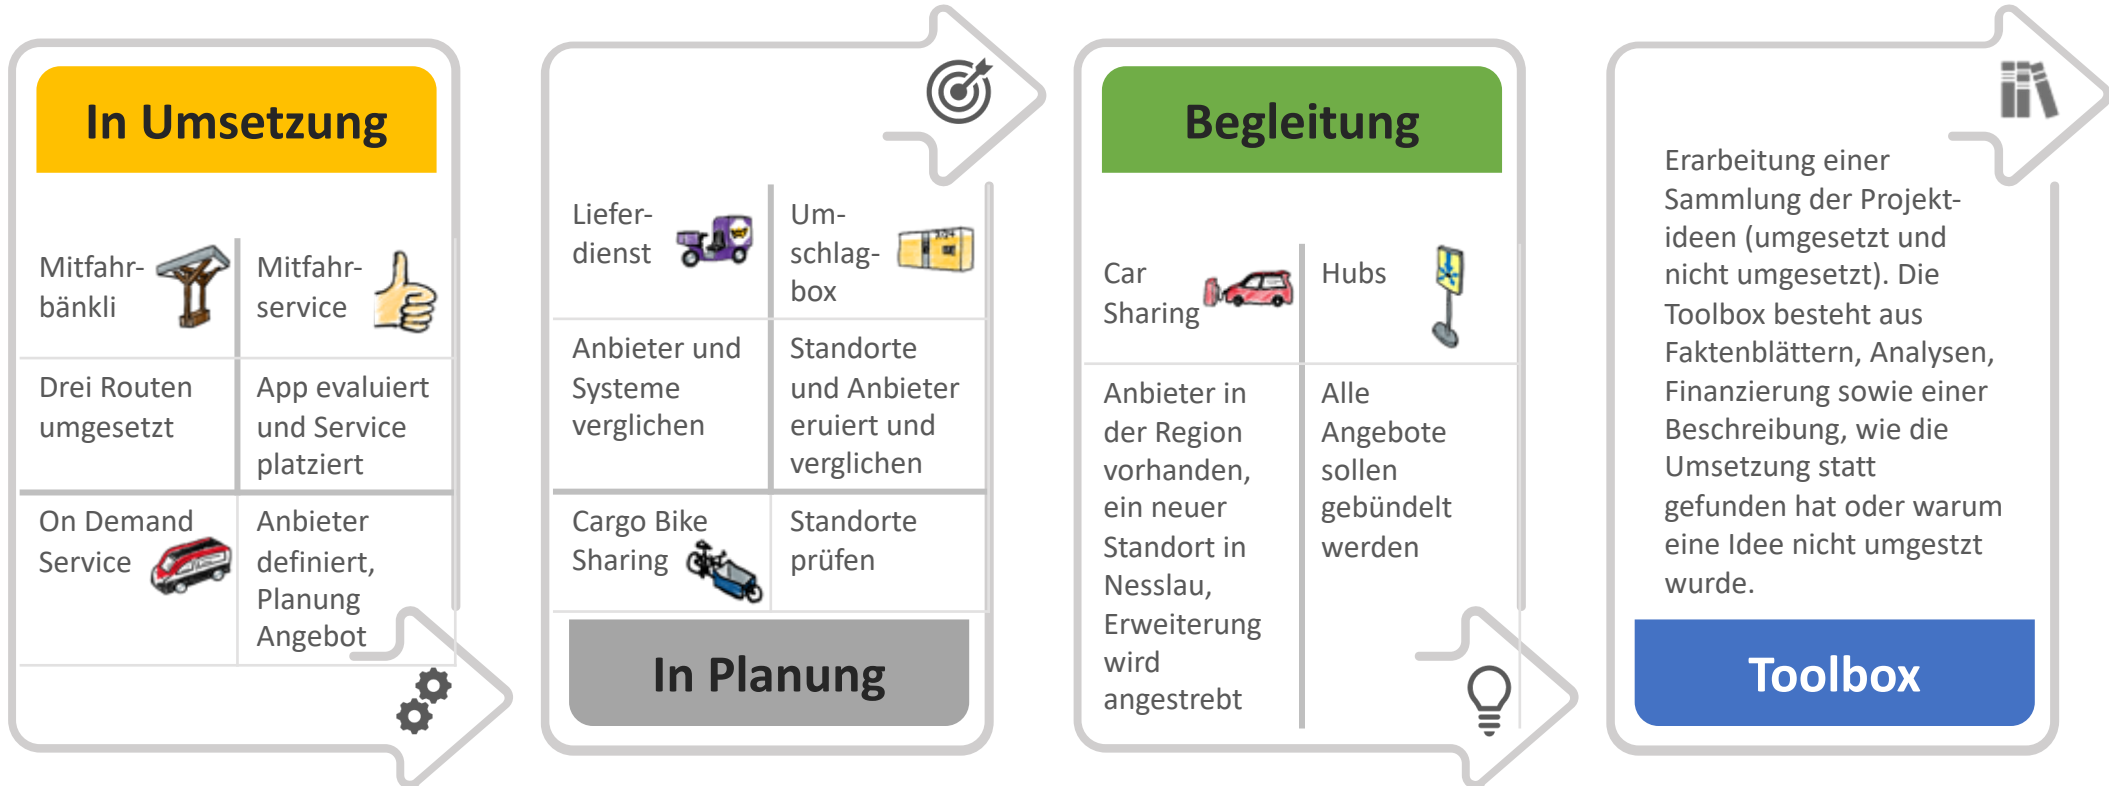 In Umsetzung
Mitfahr-
bänkli
Mitfahr-
service
Drei Routen
umgesetzt
App evaluiert
und Service
platziert
On Demand
Service
Anbieter
definiert,
Planung
Angebot
Liefer-
dienst
Um-
schlag-
box
Anbieter und
Systeme
verglichen
Standorte
und Anbieter
eruiert und
verglichen
Cargo Bike
Sharing
Standorte
prüfen
In Planung
Begleitung
Car
Sharing
Hubs
Anbieter in
der Region
vorhanden,
ein neuer
Standort in
Nesslau,
Erweiterung
wird
angestrebt
Alle
Angebote
sollen
gebündelt
werden
Erarbeitung einer
Sammlung der Projekt-
ideen (umgesetzt und
nicht umgesetzt). Die
Toolbox besteht aus
Faktenblättern, Analysen,
Finanzierung sowie einer
Beschreibung, wie die
Umsetzung statt
gefunden hat oder warum
eine Idee nicht umgestzt
wurde.
Toolbox